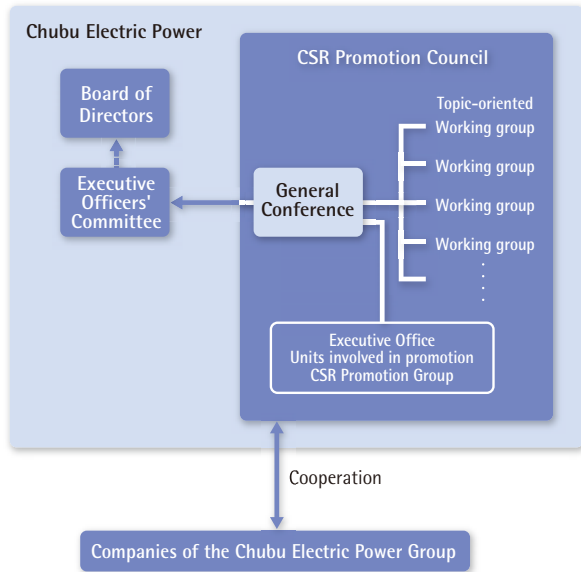 Chubu Electric Power
CSR Promotion Council
Board of
Directors
Executive
Officers'
Committee
General
Conference
Topic-oriented
Working group
Working group
Working group
Working group
Executive Office
Units involved in promotion
CSR Promotion Group
Cooperation
Companies of the Chubu Electric Power Group